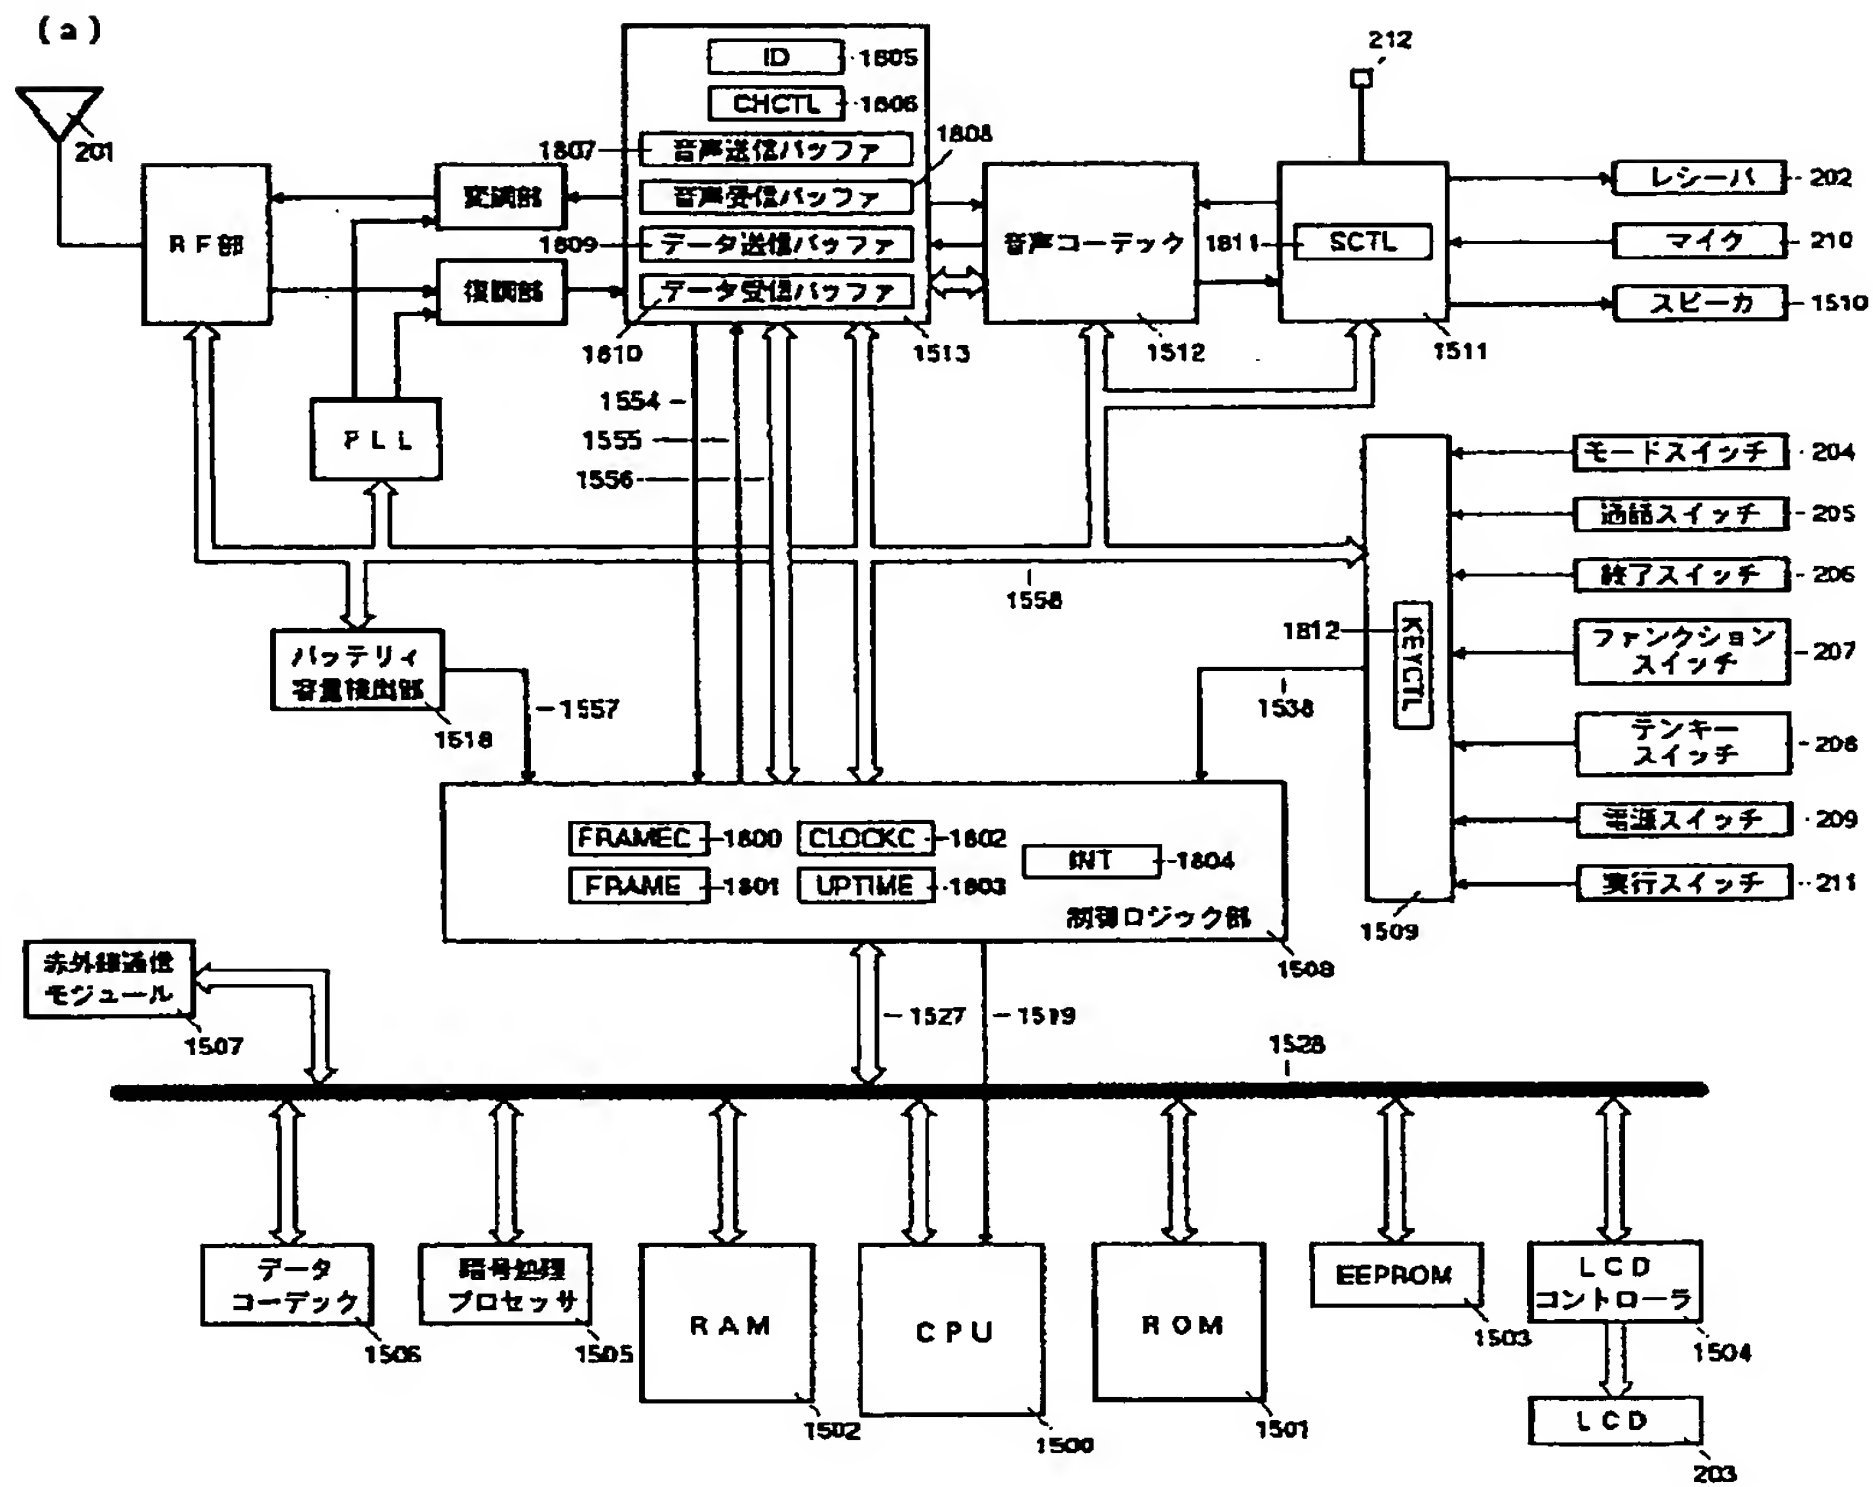 (a)
212
ID
1805
CHCTL
1806
201
1807
音声送信バッファ
1808
RF部
変調部
音声受信バッファ
1809
データ送信バッファ
復調部
データ受信バッファ
1810
1513
音声コーデック
1512
1811
SCTL
1511
レシーバ
202
マイク
210
スピーカ
1510
PLL
1554
1555
1556
1558
モードスイッチ
204
通話スイッチ
205
終了スイッチ
206
ファンクション
スイッチ
207
テンキー
スイッチ
208
電源スイッチ
209
実行スイッチ
211
1812
KEYCTL
1538
1509
バッテリィ
容量検出部
1518
1557
FRAMEC
1800
CLOCKC
1802
FRAME
1801
UPTIME
1803
INT
1804
制御ロジック部
1508
赤外線通信
モジュール
1507
1527
1519
1528
データ
コーデック
1506
暗号処理
プロセッサ
1505
RAM
1502
CPU
1500
ROM
1501
EEPROM
1503
LCD
コントローラ
1504
LCD
203